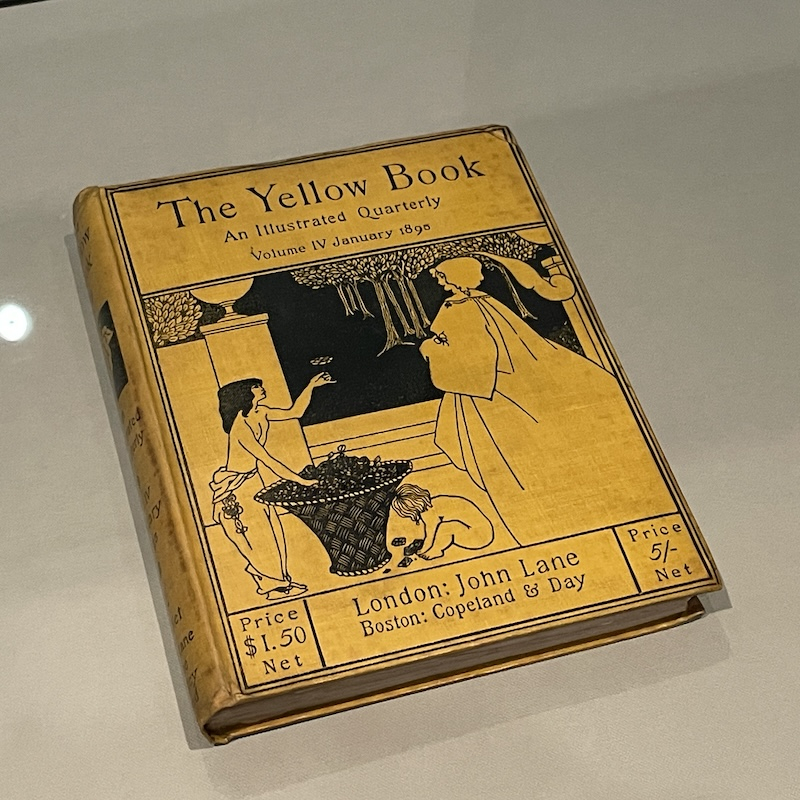 The Yellow Book
An Illustrated Quarterly
Volume IV January 1895
Price
$1.50
Net
London: John Lane
Boston: Copeland & Day
Price
5/-
Net